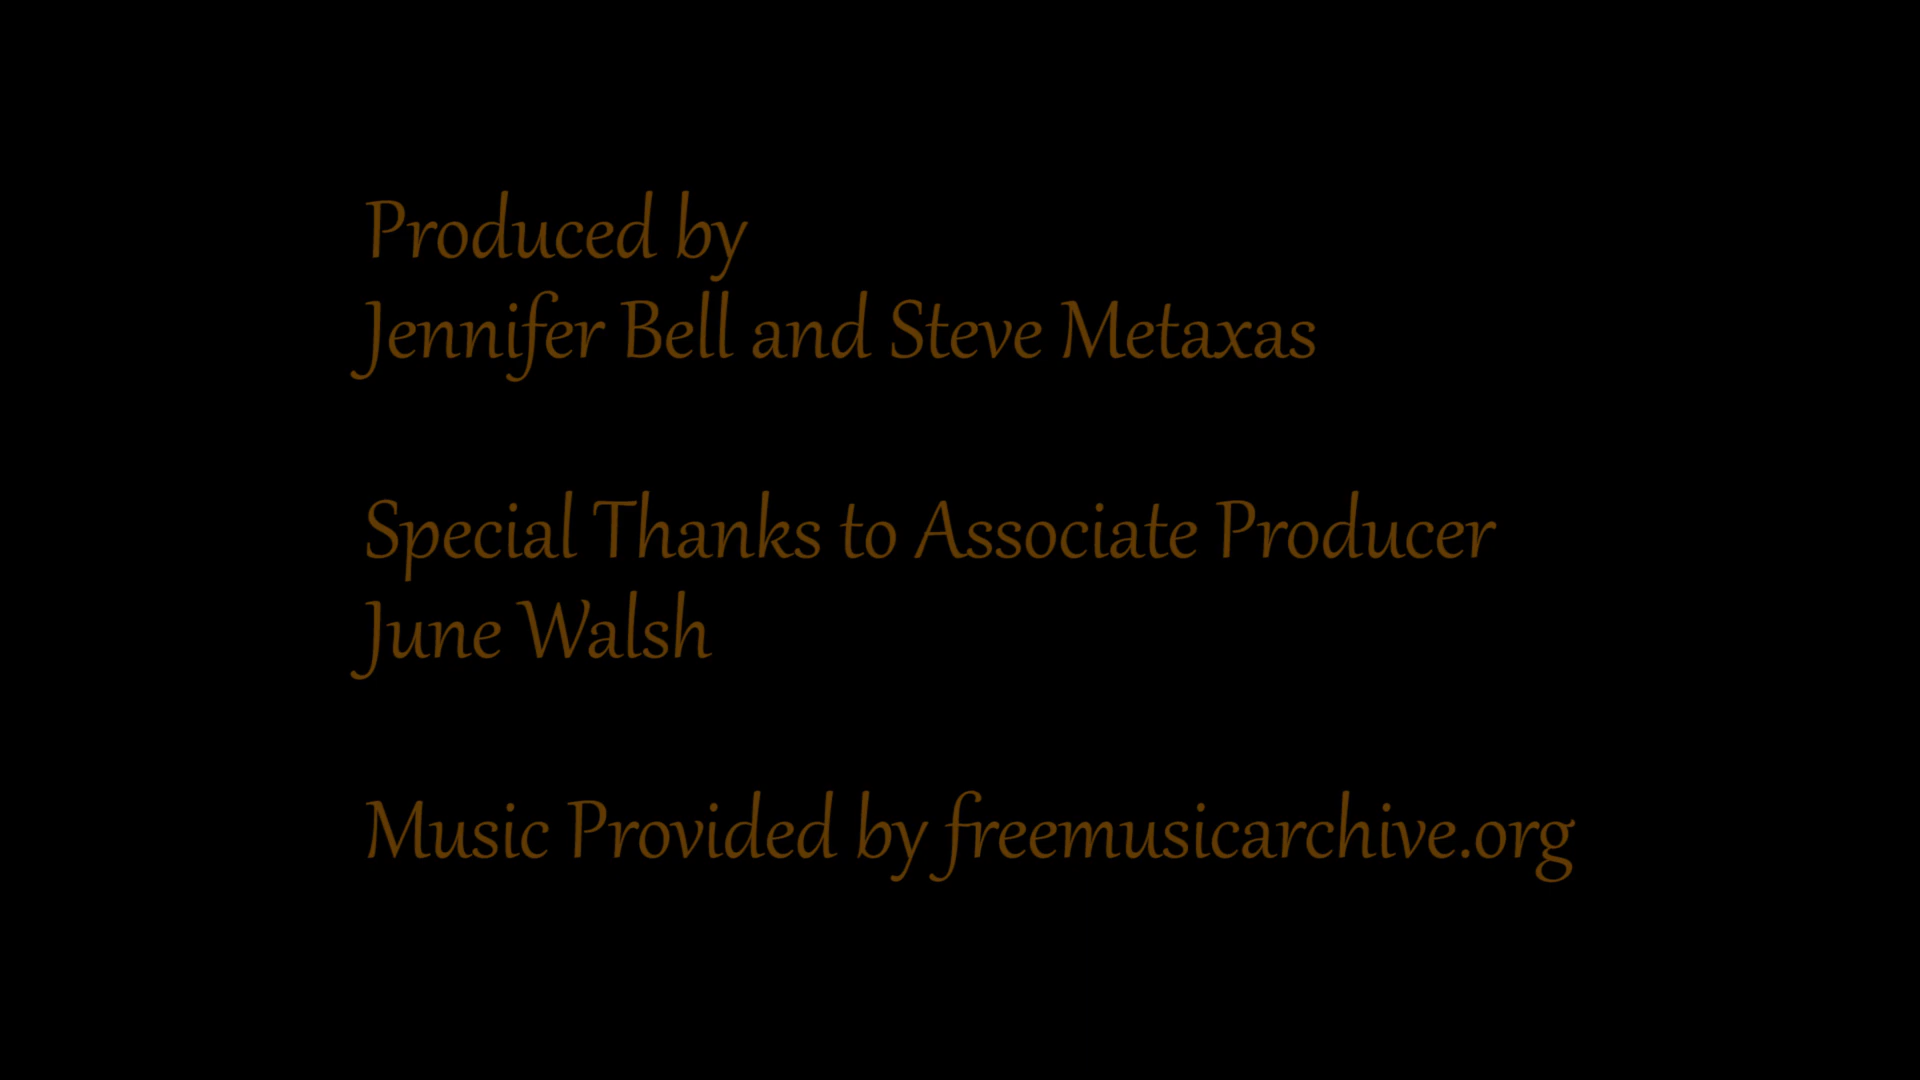 Produced by
Jennifer Bell and Steve Metaxas
Special Thanks to Associate Producer
June Walsh
Music Provided by freemusicarchive.org